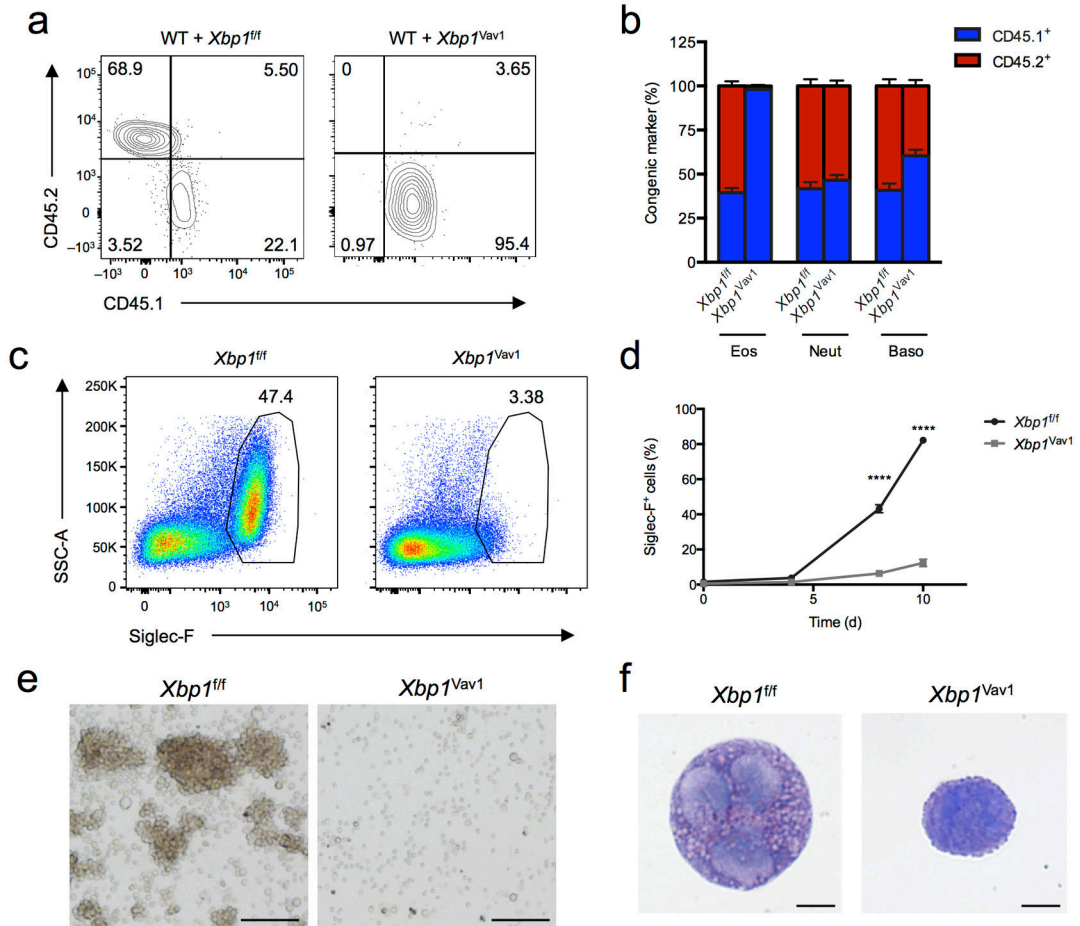 a
WT + Xbp1f/f
WT + Xbp1Vav1
CD45.2
10⁵
10⁴
10³
0
–10³
68.9
5.50
3.52
22.1
0
3.65
0.97
95.4
–10³
0
10³
10⁴
10⁵
CD45.1
b
CD45.1+
CD45.2+
Congenic marker (%)
125
100
75
50
25
0
Xbp1f/f
Xbp1Vav1
Xbp1f/f
Xbp1Vav1
Xbp1f/f
Xbp1Vav1
Eos
Neut
Baso
c
Xbp1f/f
Xbp1Vav1
SSC-A
250K
200K
150K
100K
50K
0
47.4
3.38
0
10³
10⁴
10⁵
Siglec-F
d
Siglec-F+ cells (%)
100
80
60
40
20
0
****
****
Xbp1f/f
Xbp1Vav1
0
5
10
Time (d)
e
Xbp1f/f
Xbp1Vav1
f
Xbp1f/f
Xbp1Vav1